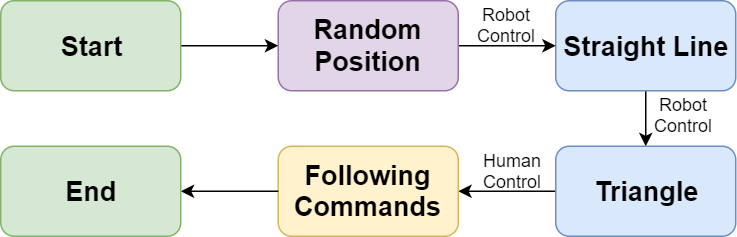 Start
Random
Position
Robot
Control
Straight Line
Robot
Control
Triangle
Human
Control
Following
Commands
End